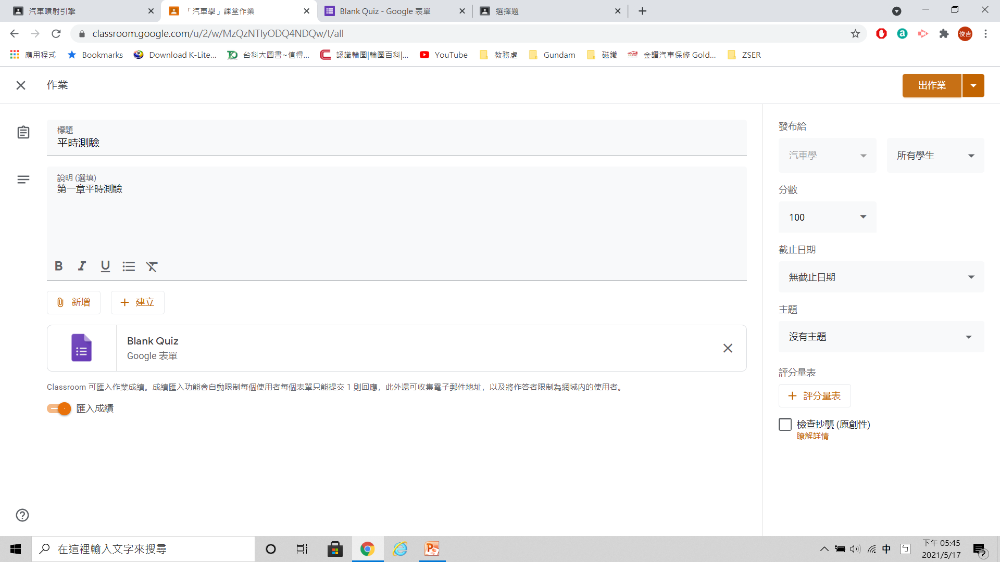 汽車噴射引擎
「汽車學」課堂作業
Blank Quiz - Google 表單
選擇題
classroom.google.com/u/2/w/MzQzNTIyODQ4NDQw/t/all
俊吉
應用程式
Bookmarks
Download K-Lite...
台科大圖書~值得...
認識輪圈|輪圈百科|...
YouTube
教務處
Gundam
磁鐵
金讚汽車保修 Gold...
ZSER
作業
出作業
標題
平時測驗
說明 (選填)
第一章平時測驗
B I U
新增
建立
Blank Quiz
Google 表單
Classroom 可匯入作業成績。成績匯入功能會自動限制每個使用者每個表單只能提交 1 則回應，此外還可收集電子郵件地址，以及將作答者限制為網域內的使用者。
匯入成績
發布給
汽車學
所有學生
分數
100
截止日期
無截止日期
主題
沒有主題
評分量表
評分量表
檢查抄襲 (原創性)
瞭解詳情
在這裡輸入文字來搜尋
中
下午 05:45
2021/5/17
2